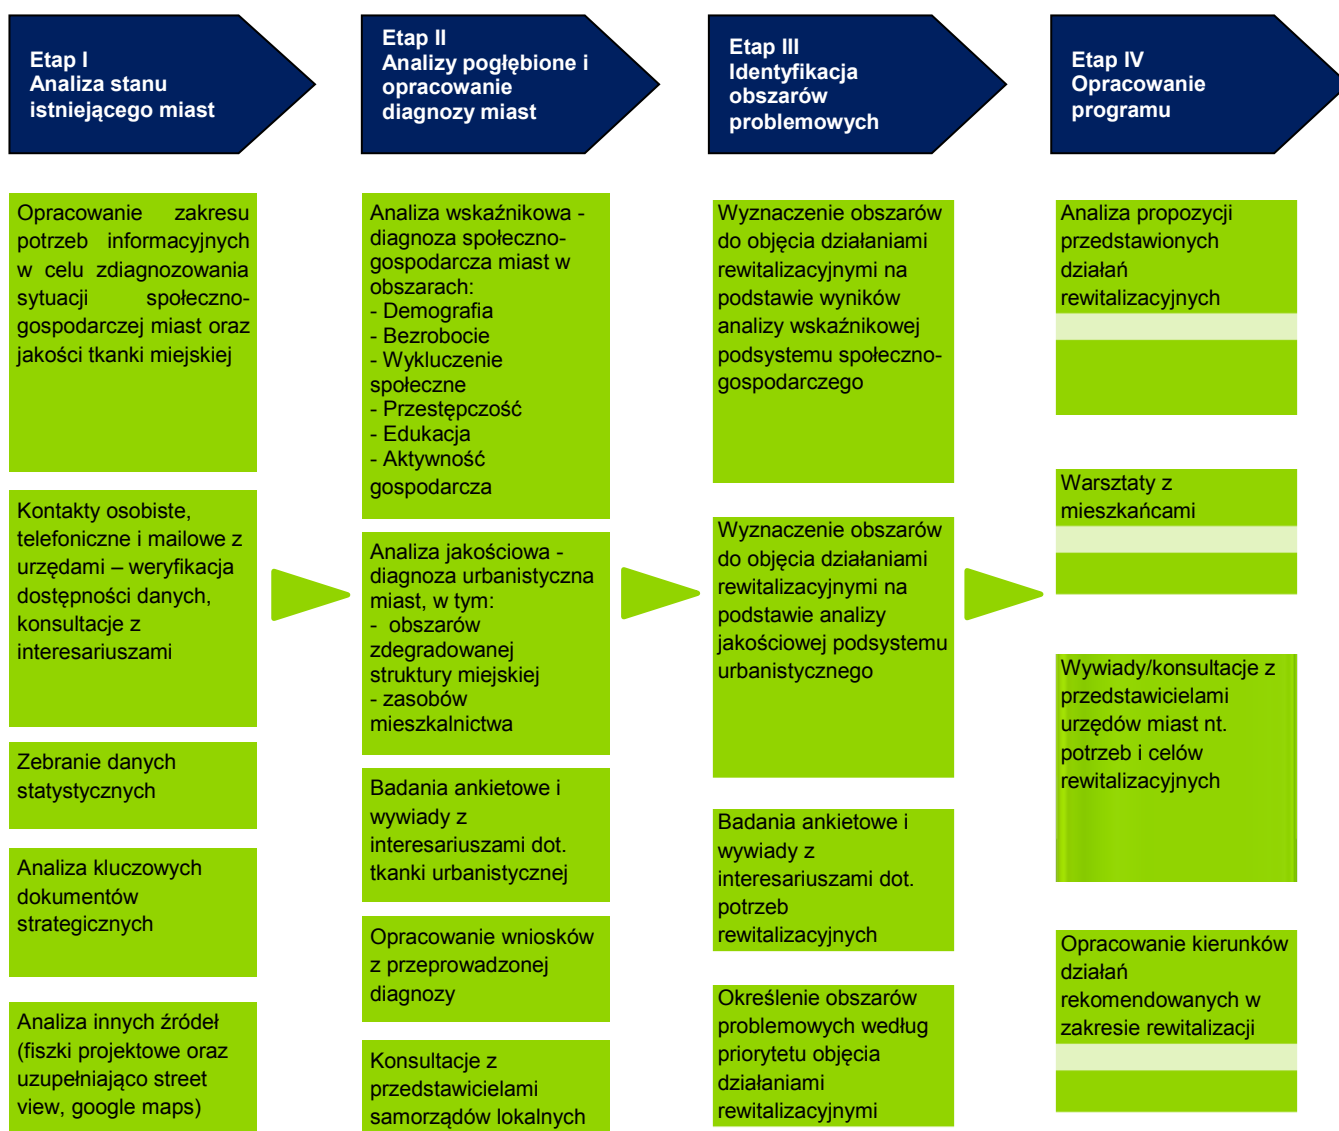 Etap I
Analiza stanu
istniejącego miast
Etap II
Analizy pogłębione i
opracowanie
diagnozy miast
Etap III
Identyfikacja
obszarów
problemowych
Etap IV
Opracowanie
programu
Opracowanie zakresu
potrzeb informacyjnych
w celu zdiagnozowania
sytuacji społeczno-
gospodarczej miast oraz
jakości tkanki miejskiej
Kontakty osobiste,
telefoniczne i mailowe z
urzędami – weryfikacja
dostępności danych,
konsultacje z
interesariuszami
Zebranie danych
statystycznych
Analiza kluczowych
dokumentów
strategicznych
Analiza innych źródeł
(fiszki projektowe oraz
uzupełniająco street
view, google maps)
Analiza wskaźnikowa -
diagnoza społeczno-
gospodarcza miast w
obszarach:
- Demografia
- Bezrobocie
- Wykluczenie
społeczne
- Przestępczość
- Edukacja
- Aktywność
gospodarcza
Analiza jakościowa -
diagnoza urbanistyczna
miast, w tym:
- obszarów
zdegradowanej
struktury miejskiej
- zasobów
mieszkalnictwa
Badania ankietowe i
wywiady z
interesariuszami dot.
tkanki urbanistycznej
Opracowanie wniosków
z przeprowadzonej
diagnozy
Konsultacje z
przedstawicielami
samorządów lokalnych
Wyznaczenie obszarów
do objęcia działaniami
rewitalizacyjnymi na
podstawie wyników
analizy wskaźnikowej
podsystemu społeczno-
gospodarczego
Wyznaczenie obszarów
do objęcia działaniami
rewitalizacyjnymi na
podstawie analizy
jakościowej podsystemu
urbanistycznego
Badania ankietowe i
wywiady z
interesariuszami dot.
potrzeb
rewitalizacyjnych
Określenie obszarów
problemowych według
priorytetu objęcia
działaniami
rewitalizacyjnymi
Analiza propozycji
przedstawionych
działań
rewitalizacyjnych
Warsztaty z
mieszkańcami
Wywiady/konsultacje z
przedstawicielami
urzędów miast nt.
potrzeb i celów
rewitalizacyjnych
Opracowanie kierunków
działań
rekomendowanych w
zakresie rewitalizacji